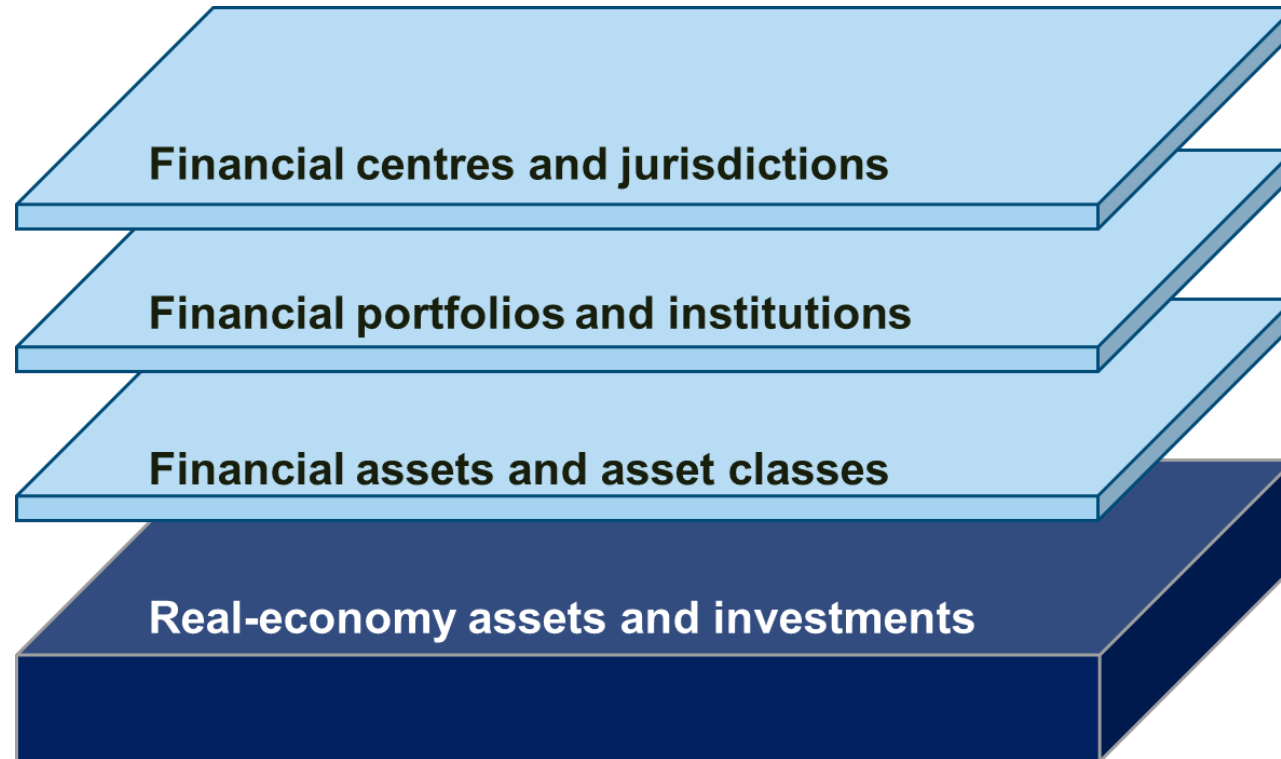 Financial centres and jurisdictions
Financial portfolios and institutions
Financial assets and asset classes
Real-economy assets and investments